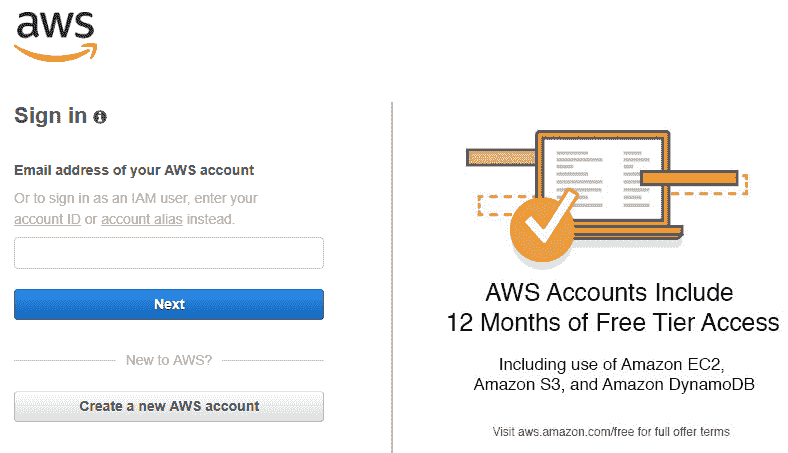 aws
Sign in
Email address of your AWS account
Or to sign in as an IAM user, enter your
account ID or account alias instead.
Next
New to AWS?
Create a new AWS account
AWS Accounts Include
12 Months of Free Tier Access
Including use of Amazon EC2,
Amazon S3, and Amazon DynamoDB
Visit aws.amazon.com/free for full offer terms